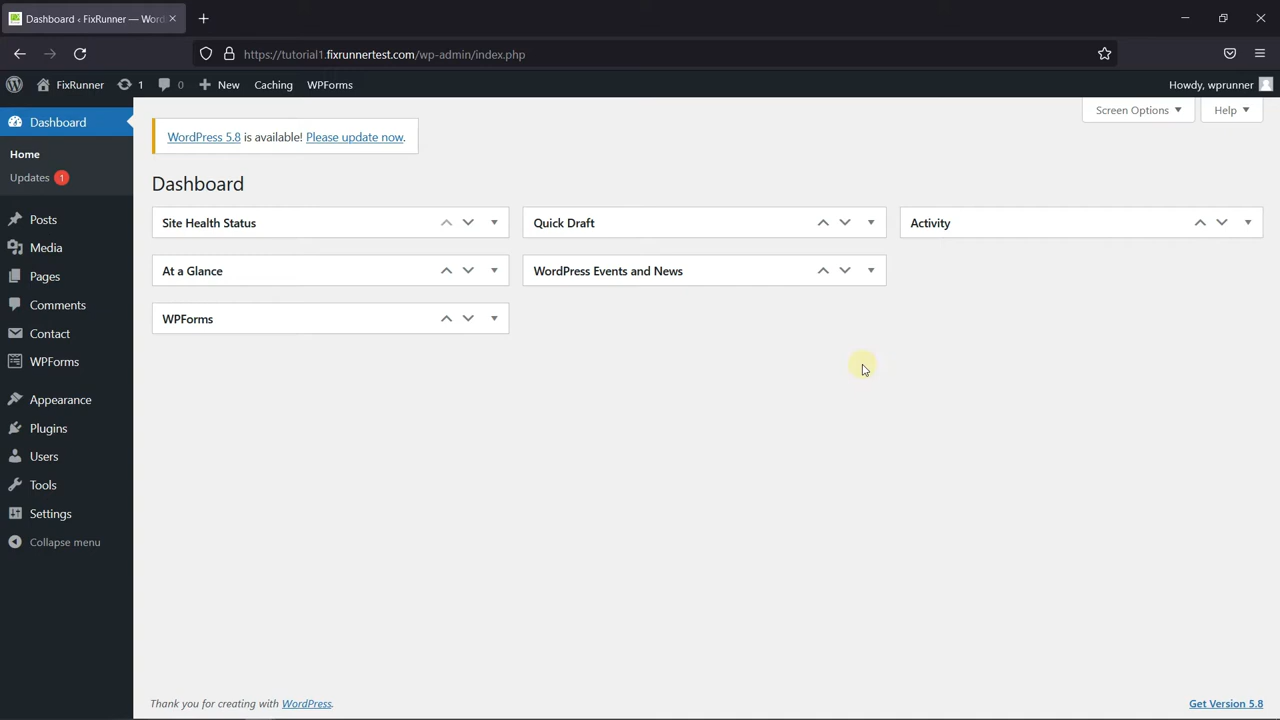 Dashboard ‹ FixRunner — Word
https://tutorial1.fixrunnertest.com/wp-admin/index.php
FixRunner 1 0 New Caching WPForms Howdy, wprunner
Dashboard
Home
Updates 1
Posts
Media
Pages
Comments
Contact
WPForms
Appearance
Plugins
Users
Tools
Settings
Collapse menu
Screen Options Help
WordPress 5.8 is available! Please update now.
Dashboard
Site Health Status
At a Glance
WPForms
Quick Draft
WordPress Events and News
Activity
Thank you for creating with WordPress.
Get Version 5.8